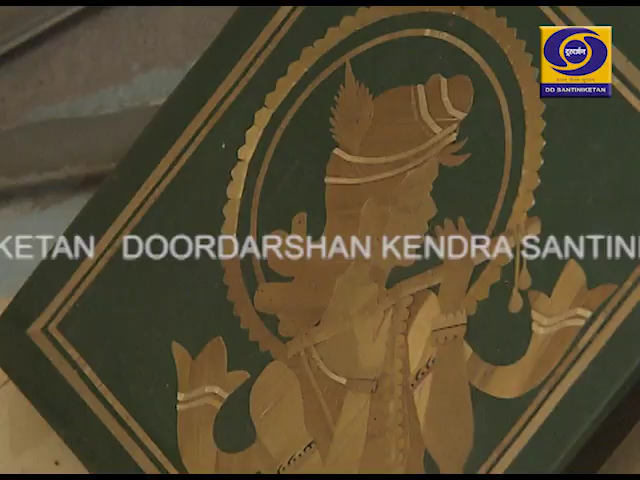 दूरदर्शन
DD SANTINIKETAN
KETAN DOORDARSHAN KENDRA SANTINI